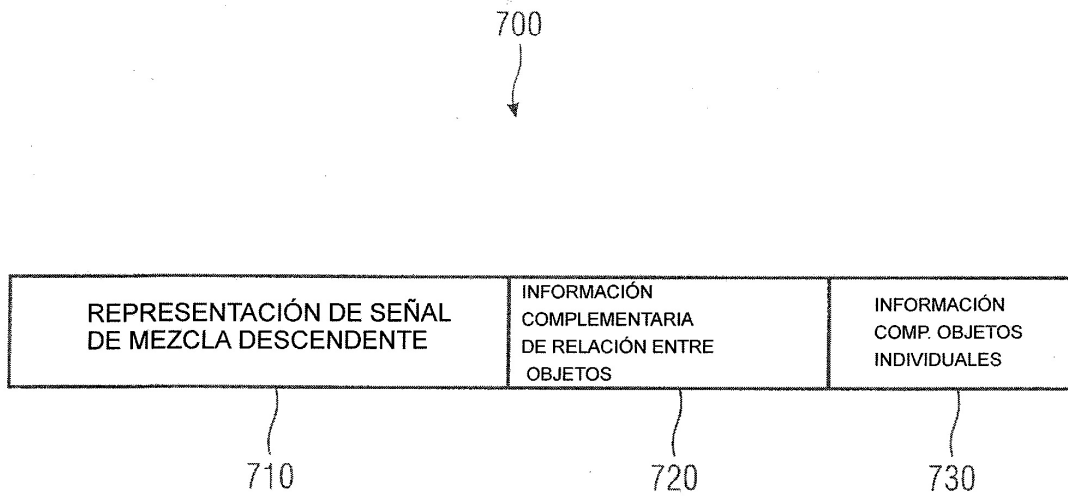 700
REPRESENTACIÓN DE SEÑAL
DE MEZCLA DESCENDENTE
INFORMACIÓN
COMPLEMENTARIA
DE RELACIÓN ENTRE
OBJETOS
INFORMACIÓN
COMP. OBJETOS
INDIVIDUALES
710
720
730